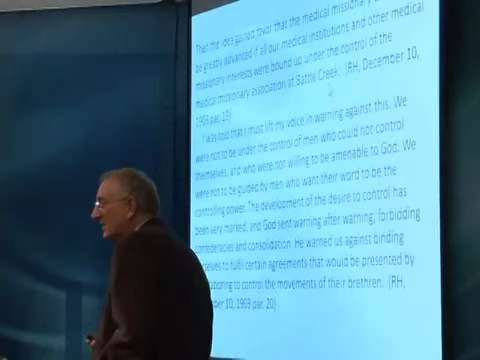 Then the idea gained favor that the medical missionary
be greatly advanced if all our medical institutions and other medical
missionary interests were bound up under the control of the
medical missionary association at Battle Creek. (RH, December 10,
1903 par. 19)
I was told that I must lift my voice in warning against this. We
were not to be under the control of men who could not control
themselves, and who were not willing to be amenable to God. We
were not to be guided by men who want their word to be the
controlling power. The development of the desire to control has
been very marked, and God sent warning after warning, forbidding
confederacies and consolidation. He warned us against binding
to fulfill certain agreements that would be presented by
to control the movements of their brethren. (RH,
10, 1903 par. 20)